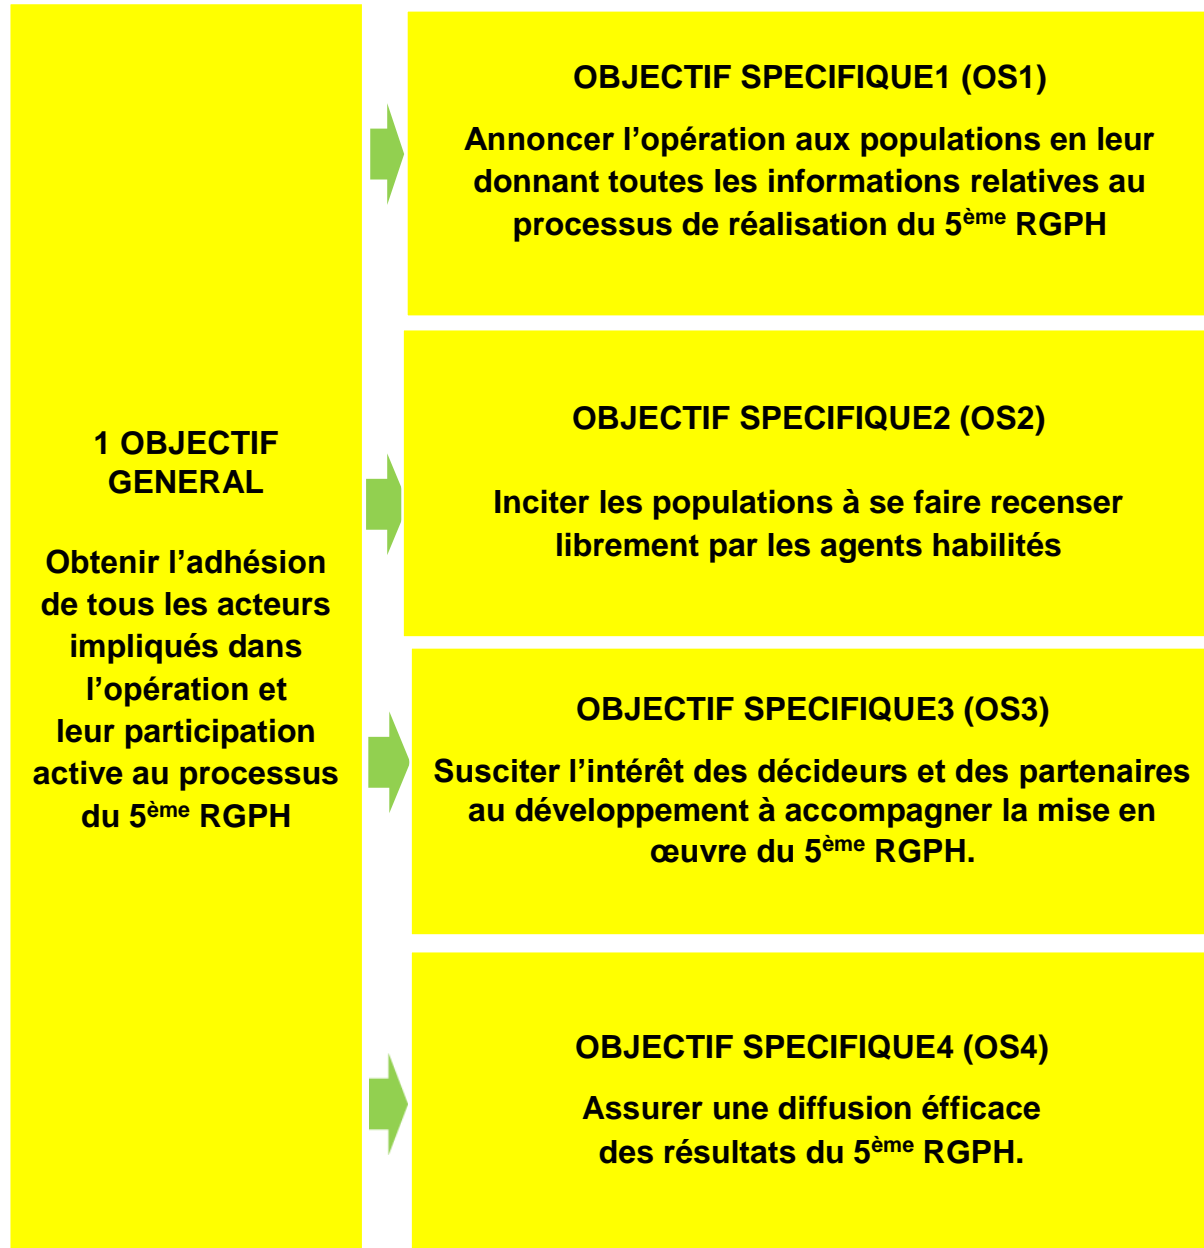 1 OBJECTIF
GENERAL
Obtenir l’adhésion
de tous les acteurs
impliqués dans
l’opération et
leur participation
active au processus
du 5ème RGPH
OBJECTIF SPECIFIQUE1 (OS1)
Annoncer l’opération aux populations en leur
donnant toutes les informations relatives au
processus de réalisation du 5ème RGPH
OBJECTIF SPECIFIQUE2 (OS2)
Inciter les populations à se faire recenser
librement par les agents habilités
OBJECTIF SPECIFIQUE3 (OS3)
Susciter l’intérêt des décideurs et des partenaires
au développement à accompagner la mise en
œuvre du 5ème RGPH.
OBJECTIF SPECIFIQUE4 (OS4)
Assurer une diffusion éfficace
des résultats du 5ème RGPH.